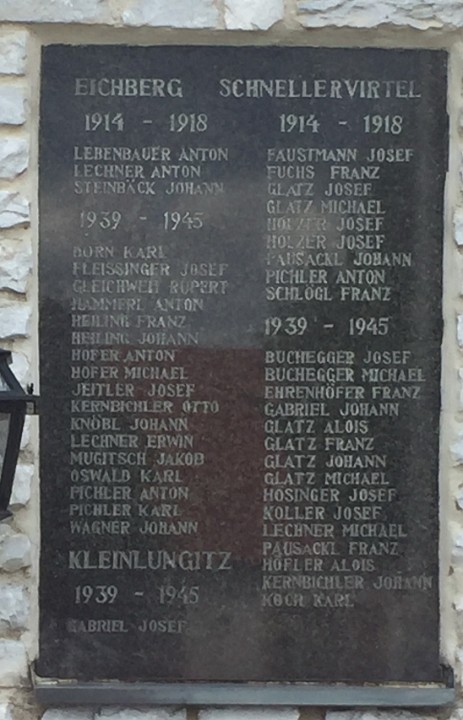 EICHBERG
1914 - 1918
LEBENBAUER ANTON
LECHNER ANTON
STEINBÄCK JOHANN
1939 - 1945
DORN KARL
FLEISSINGER JOSEF
GLEICHWEIT RUPERT
HAMMERL ANTON
HEILING FRANZ
HEILING JOHANN
HOFER ANTON
HOFER MICHAEL
JEITLER JOSEF
KERNBICHLER OTTO
KNÖBL JOHANN
LECHNER ERWIN
MUGITSCH JAKOB
OSWALD KARL
PICHLER ANTON
PICHLER KARL
WAGNER JOHANN
KLEINLUNGITZ
1939 - 1945
GABRIEL JOSEF
SCHNELLERVIRTEL
1914 - 1918
FAUSTMANN JOSEF
FUCHS FRANZ
GLATZ JOSEF
GLATZ MICHAEL
HOLZER JOSEF
HOLZER JOSEF
PAUSACKL JOHANN
PICHLER ANTON
SCHLÖGL FRANZ
1939 - 1945
BUCHEGGER JOSEF
BUCHEGGER MICHAEL
EHRENHÖFER FRANZ
GABRIEL JOHANN
GLATZ ALOIS
GLATZ FRANZ
GLATZ JOHANN
GLATZ MICHAEL
HÖSINGER JOSEF
KOLLER JOSEF
LECHNER MICHAEL
PAUSACKL FRANZ
HÖFLER ALOIS
KERNBICHLER JOHANN
KOCH KARL